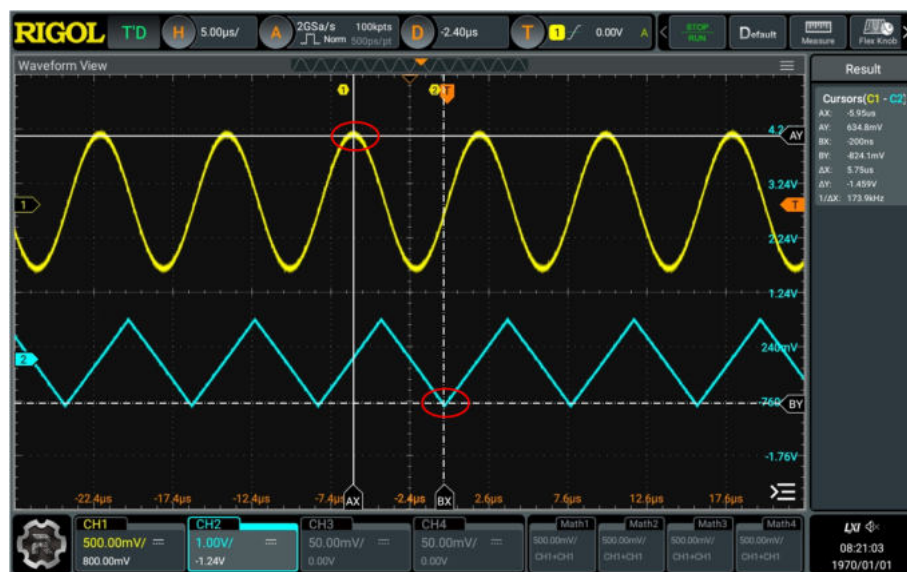 RIGOL T'D H 5.00μs/ A 2GSa/s 100kpts Norm 500ps/pt D -2.40μs T 1 0.00V A STOP RUN Default Measure Flex Knob
Waveform View
Result
1 2 T
Cursors(C1 - C2)
AX: -5.95us
AY: 634.8mV
BX: -200ns
BY: -824.1mV
ΔX: 5.75us
ΔY: -1.459V
1/ΔX: 173.9kHz
4.2 AY
3.24V
1 T
2.24V
1.24V
2 240mV
-760 BY
-1.76V
-22.4μs -17.4μs -12.4μs -7.4μs AX -2.4μs BX 2.6μs 7.6μs 12.6μs 17.6μs
CH1 CH2 CH3 CH4 Math1 Math2 Math3 Math4
500.00mV/ 1.00V/ 50.00mV/ 50.00mV/ 500.00mV/ 500.00mV/ 500.00mV/ 500.00mV/
800.00mV -1.24V 0.00V 0.00V CH1+CH1 CH1+CH1 CH1+CH1 CH1+CH1
LXI
08:21:03
1970/01/01